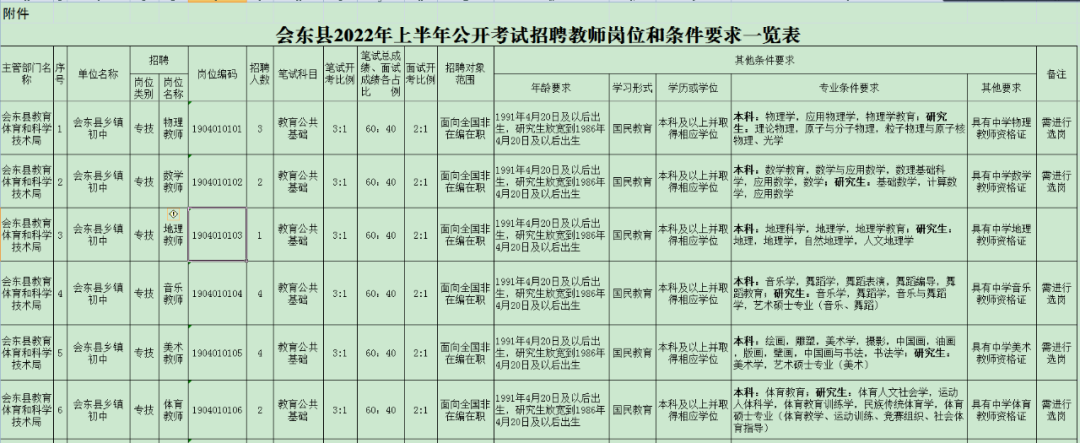 附件
会东县2022年上半年公开考试招聘教师岗位和条件要求一览表
主管部门名称 序号 单位名称 招聘 岗位类别 岗位名称 岗位编码 招聘人数 笔试科目 笔试开考比例 笔试总成绩、面试成绩各占比例 面试开考比例 招聘对象范围 其他条件要求 年龄要求 学习形式 学历或学位 专业条件要求 其他要求 备注
会东县教育体育和科学技术局 1 会东县乡镇初中 专技 物理教师 1904010101 3 教育公共基础 3:1 60：40 2:1 面向全国非在编在职 1991年4月20日及以后出生，研究生放宽到1986年4月20日及以后出生 国民教育 本科及以上并取得相应学位 本科：物理学，应用物理学，物理学教育；研究生：理论物理，原子与分子物理，粒子物理与原子核物理、光学 具有中学物理教师资格证 需进行选岗
会东县教育体育和科学技术局 2 会东县乡镇初中 专技 数学教师 1904010102 2 教育公共基础 3:1 60：40 2:1 面向全国非在编在职 1991年4月20日及以后出生，研究生放宽到1986年4月20日及以后出生 国民教育 本科及以上并取得相应学位 本科：数学教育，数学与应用数学，数理基础科学，应用数学，数学；研究生：基础数学，计算数学，应用数学 具有中学数学教师资格证 需进行选岗
会东县教育体育和科学技术局 3 会东县乡镇初中 专技 地理教师 1904010103 1 教育公共基础 3:1 60：40 2:1 面向全国非在编在职 1991年4月20日及以后出生，研究生放宽到1986年4月20日及以后出生 国民教育 本科及以上并取得相应学位 本科：地理科学，地理学，地理学教育；研究生：地理，地理学，自然地理学，人文地理学 具有中学地理教师资格证 需进行选岗
会东县教育体育和科学技术局 4 会东县乡镇初中 专技 音乐教师 1904010104 4 教育公共基础 3:1 60：40 2:1 面向全国非在编在职 1991年4月20日及以后出生，研究生放宽到1986年4月20日及以后出生 国民教育 本科及以上并取得相应学位 本科：音乐学，舞蹈学，舞蹈表演，舞蹈编导，舞蹈教育；研究生：音乐学，舞蹈学，音乐与舞蹈学，艺术硕士专业（音乐、舞蹈） 具有中学音乐教师资格证 需进行选岗
会东县教育体育和科学技术局 5 会东县乡镇初中 专技 美术教师 1904010105 4 教育公共基础 3:1 60：40 2:1 面向全国非在编在职 1991年4月20日及以后出生，研究生放宽到1986年4月20日及以后出生 国民教育 本科及以上并取得相应学位 本科：绘画，雕塑，美术学，摄影，中国画，油画，版画，壁画，中国画与书法，书法学；研究生：美术学，艺术硕士专业（美术） 具有中学美术教师资格证 需进行选岗
会东县教育体育和科学技术局 6 会东县乡镇初中 专技 体育教师 1904010106 2 教育公共基础 3:1 60：40 2:1 面向全国非在编在职 1991年4月20日及以后出生，研究生放宽到1986年4月20日及以后出生 国民教育 本科及以上并取得相应学位 本科：体育教育；研究生：体育人文社会学，运动人体科学，体育教育训练学，民族传统体育学，体育硕士专业（体育教学、运动训练、竞赛组织、社会体育指导） 具有中学体育教师资格证 需进行选岗